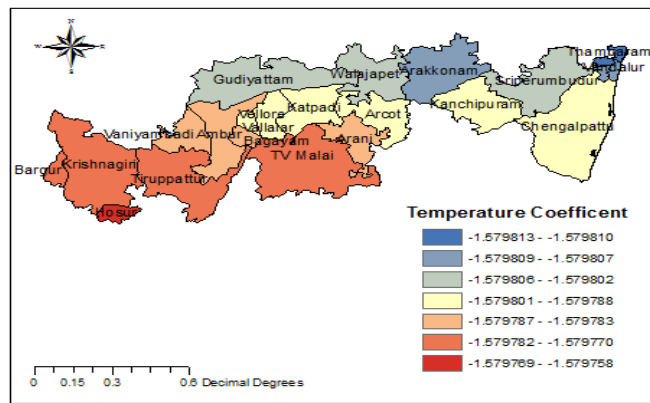 N
W E
S
Thambaram
Vandalur
Gudiyattam
Walajapet
Arakkonam
Sriperumbudur
Vellore
Katpadi
Arcot
Kanchipuram
Vaniyambadi
Ambur
Vallalar
Chengalpattu
Bagayam
Arani
Bargur
Krishnagiri
Tiruppattur
TV Malai
Hosur
Temperature Coefficent
-1.579813 - -1.579810
-1.579809 - -1.579807
-1.579806 - -1.579802
-1.579801 - -1.579788
-1.579787 - -1.579783
-1.579782 - -1.579770
-1.579769 - -1.579758
0 0.15 0.3 0.6 Decimal Degrees